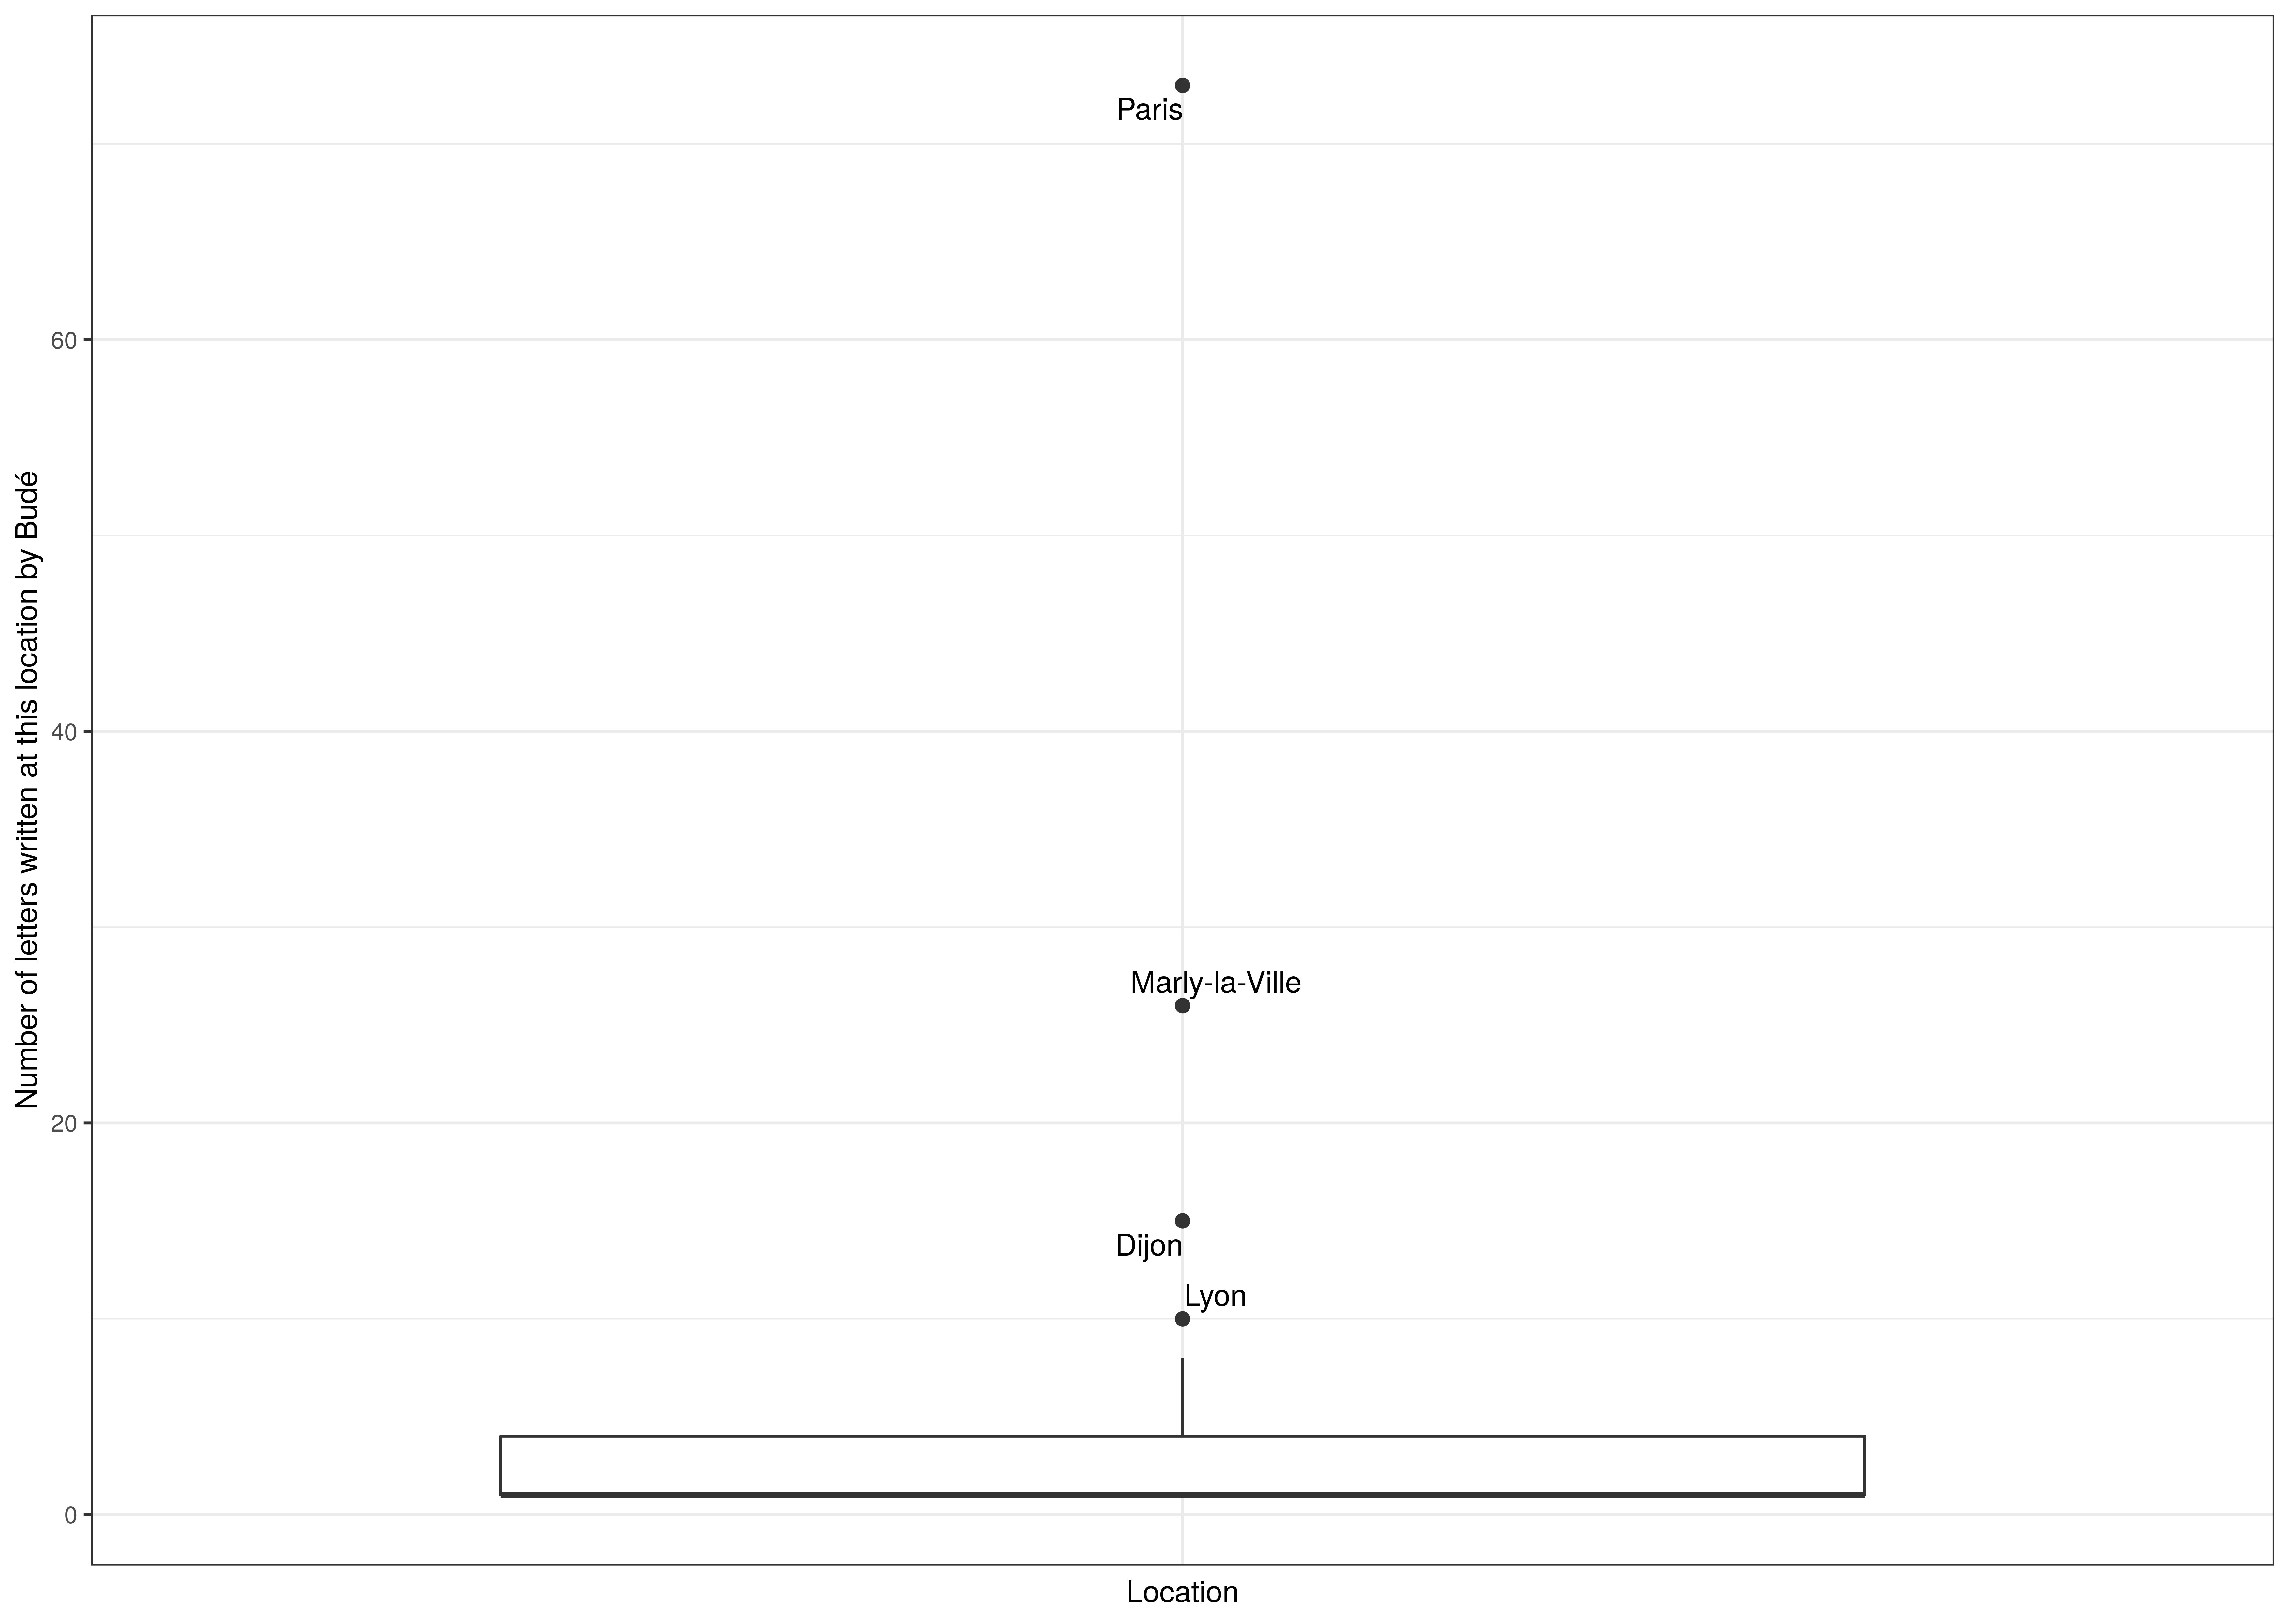 Number of letters written at this location by Budé
60
40
20
0
Paris
Marly-la-Ville
Dijon
Lyon
Location